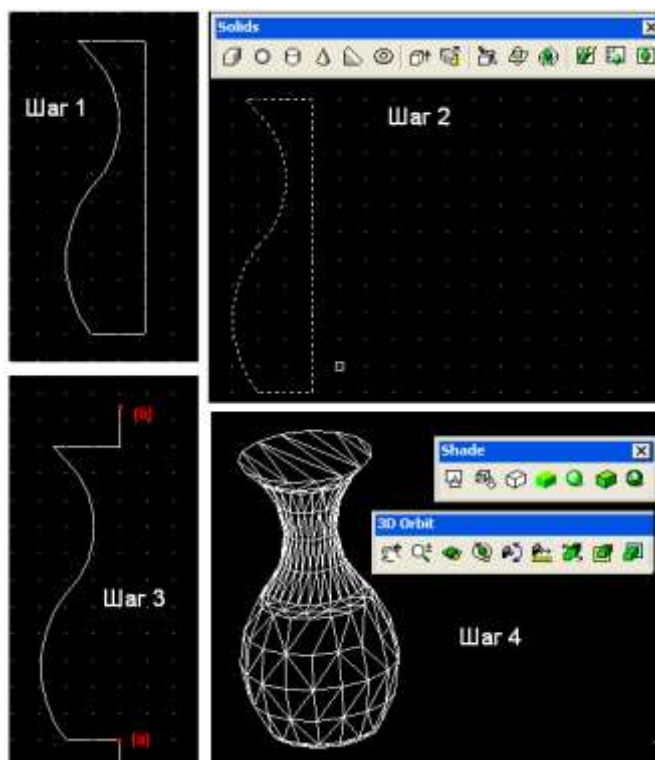 Шаг 1
Solids
Шаг 2
(б)
Шаг 3
(а)
Shade
3D Orbit
Шаг 4